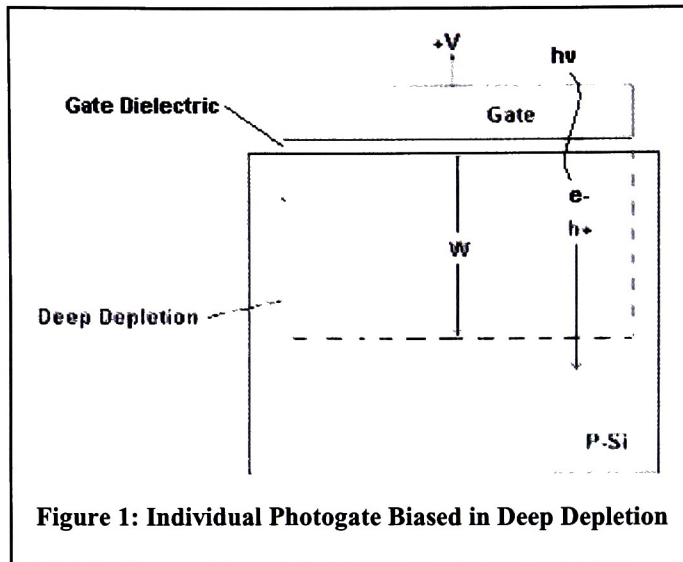 +V
hν
Gate Dielectric
Gate
e-
h+
W
Deep Depletion
P-Si
Figure 1: Individual Photogate Biased in Deep Depletion